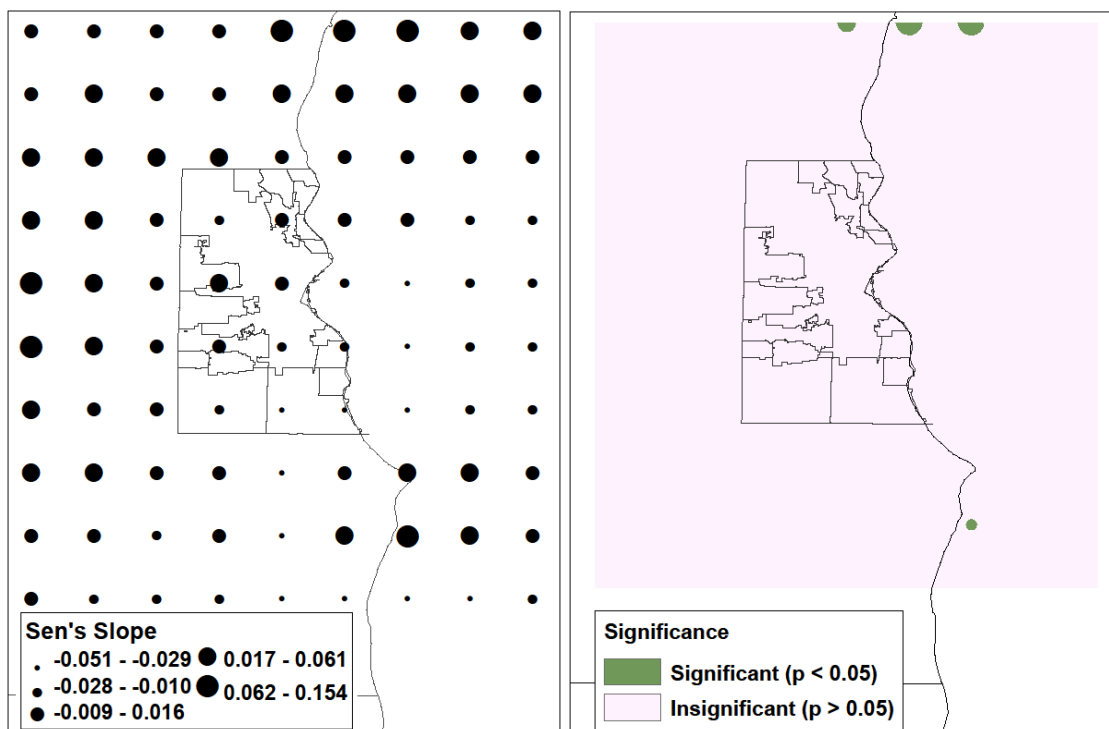 Sen's Slope
-0.051 - -0.029
0.017 - 0.061
-0.028 - -0.010
0.062 - 0.154
-0.009 - 0.016
Significance
Significant (p < 0.05)
Insignificant (p > 0.05)